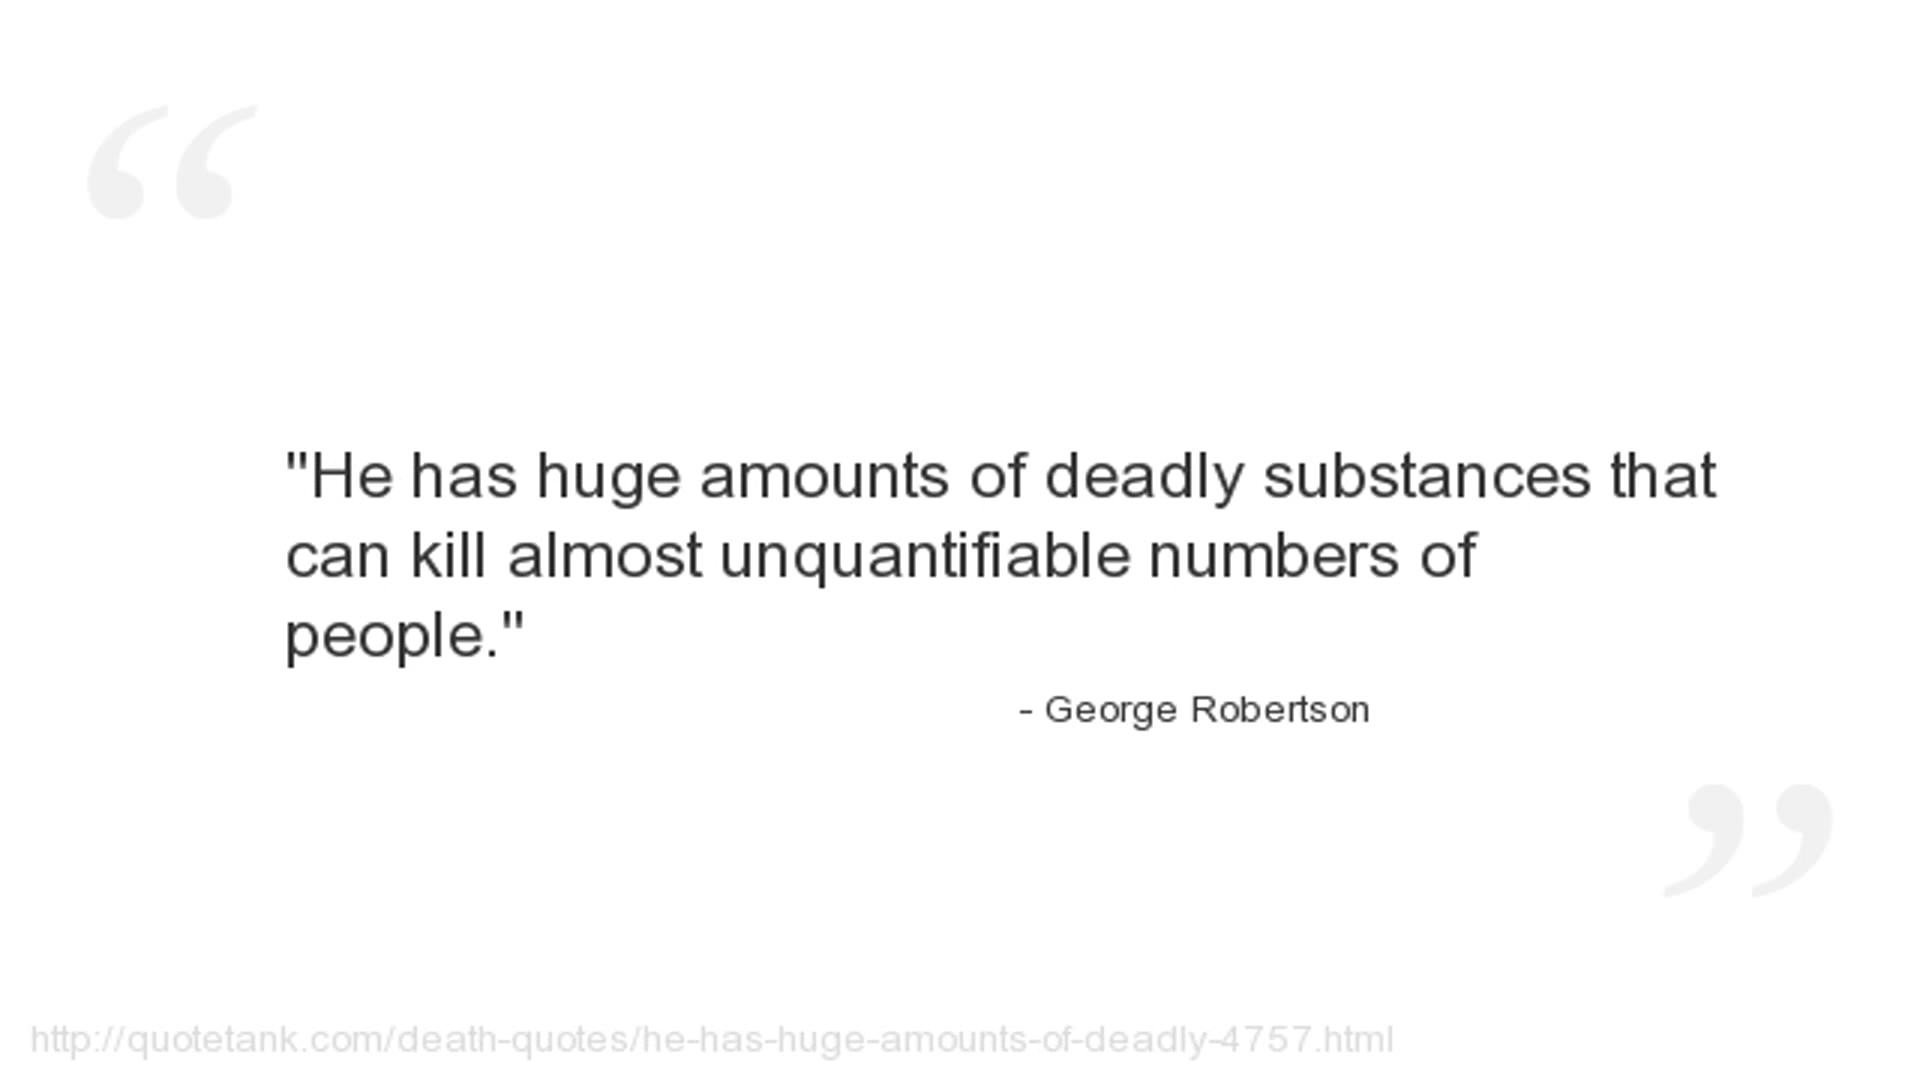 "He has huge amounts of deadly substances that
can kill almost unquantifiable numbers of
people."
- George Robertson
http://quotetank.com/death-quotes/he-has-huge-amounts-of-deadly-4757.html